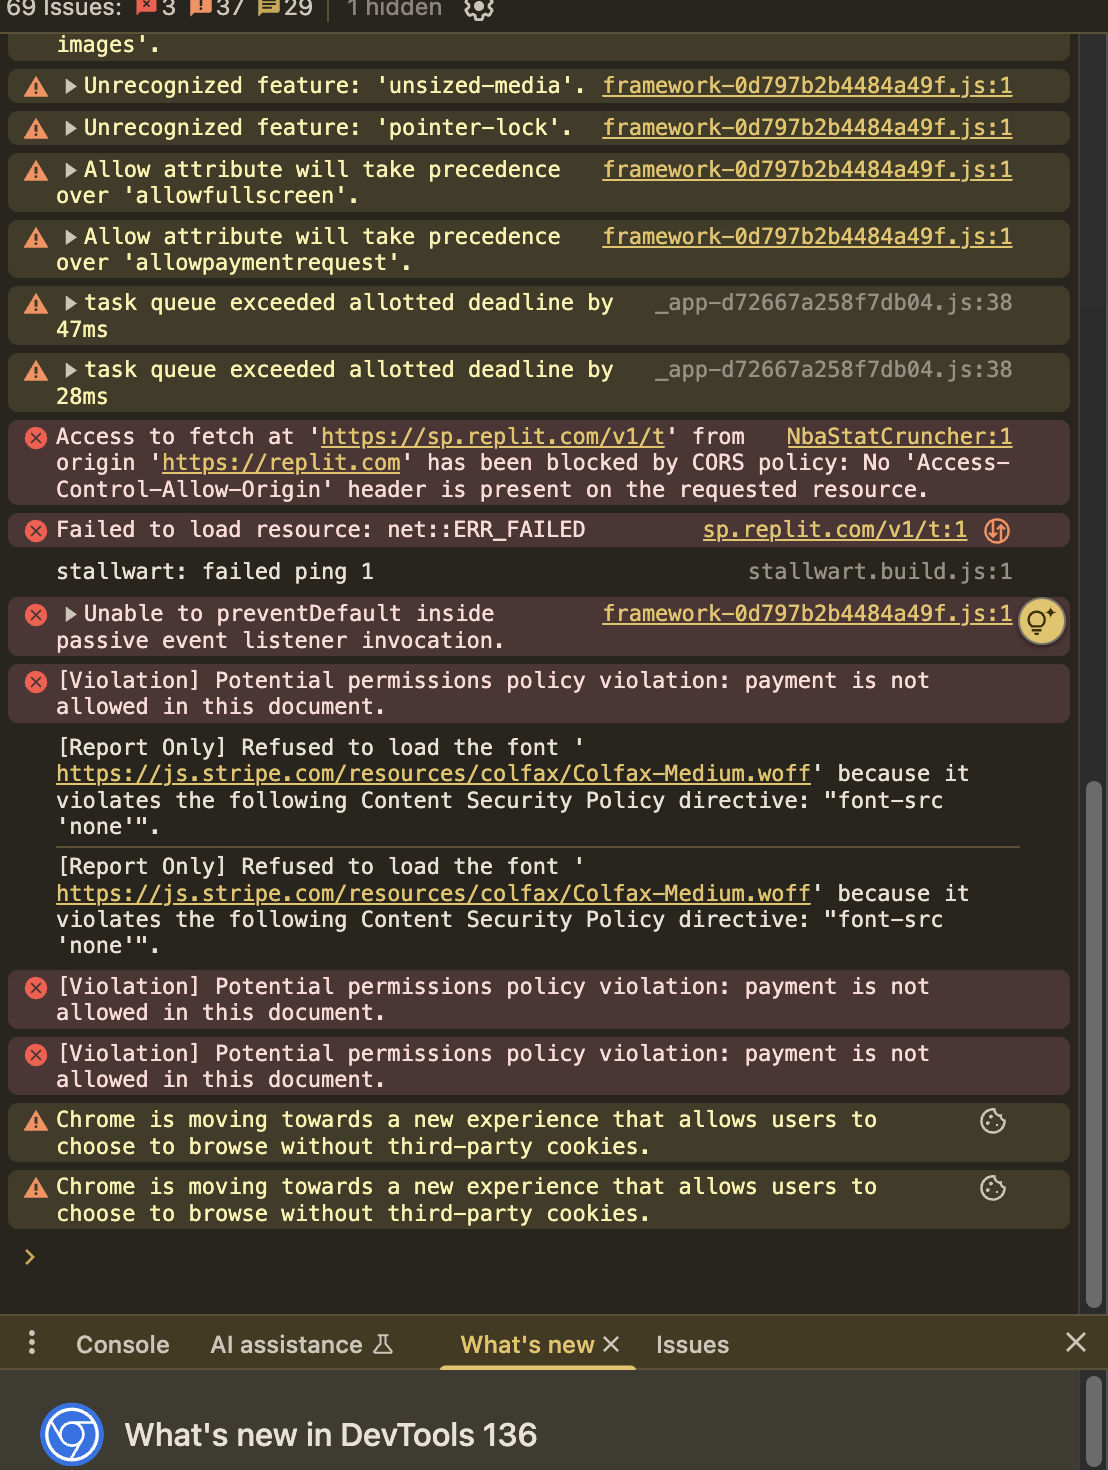 69 Issues: 3 37 29 1 hidden
images'.
Unrecognized feature: 'unsized-media'. framework-0d797b2b4484a49f.js:1
Unrecognized feature: 'pointer-lock'. framework-0d797b2b4484a49f.js:1
Allow attribute will take precedence framework-0d797b2b4484a49f.js:1
over 'allowfullscreen'.
Allow attribute will take precedence framework-0d797b2b4484a49f.js:1
over 'allowpaymentrequest'.
task queue exceeded allotted deadline by _app-d72667a258f7db04.js:38
47ms
task queue exceeded allotted deadline by _app-d72667a258f7db04.js:38
28ms
Access to fetch at 'https://sp.replit.com/v1/t' from NbaStatCruncher:1
origin 'https://replit.com' has been blocked by CORS policy: No 'Access-
Control-Allow-Origin' header is present on the requested resource.
Failed to load resource: net::ERR_FAILED sp.replit.com/v1/t:1
stallwart: failed ping 1 stallwart.build.js:1
Unable to preventDefault inside framework-0d797b2b4484a49f.js:1
passive event listener invocation.
[Violation] Potential permissions policy violation: payment is not
allowed in this document.
[Report Only] Refused to load the font '
https://js.stripe.com/resources/colfax/Colfax-Medium.woff' because it
violates the following Content Security Policy directive: "font-src
'none'".
[Report Only] Refused to load the font '
https://js.stripe.com/resources/colfax/Colfax-Medium.woff' because it
violates the following Content Security Policy directive: "font-src
'none'".
[Violation] Potential permissions policy violation: payment is not
allowed in this document.
[Violation] Potential permissions policy violation: payment is not
allowed in this document.
Chrome is moving towards a new experience that allows users to
choose to browse without third-party cookies.
Chrome is moving towards a new experience that allows users to
choose to browse without third-party cookies.
Console AI assistance What's new Issues
What's new in DevTools 136